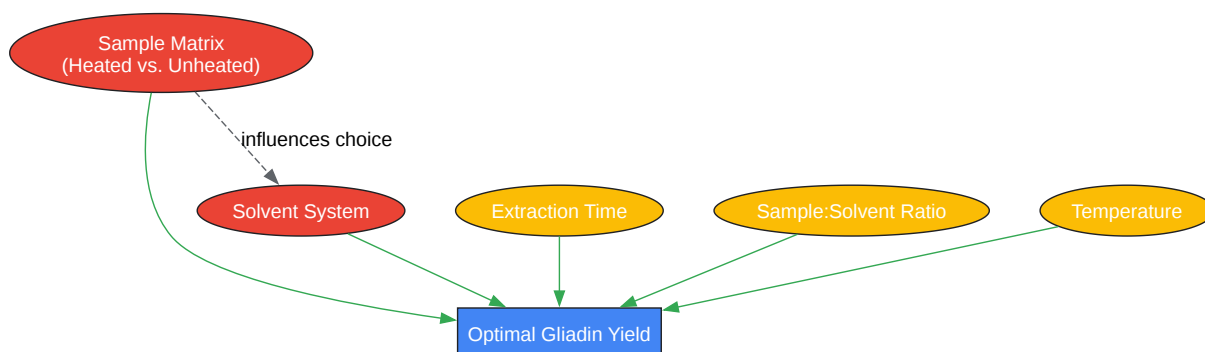 Sample Matrix
(Heated vs. Unheated)
influences choice
Solvent System
Extraction Time
Sample:Solvent Ratio
Temperature
Optimal Gliadin Yield